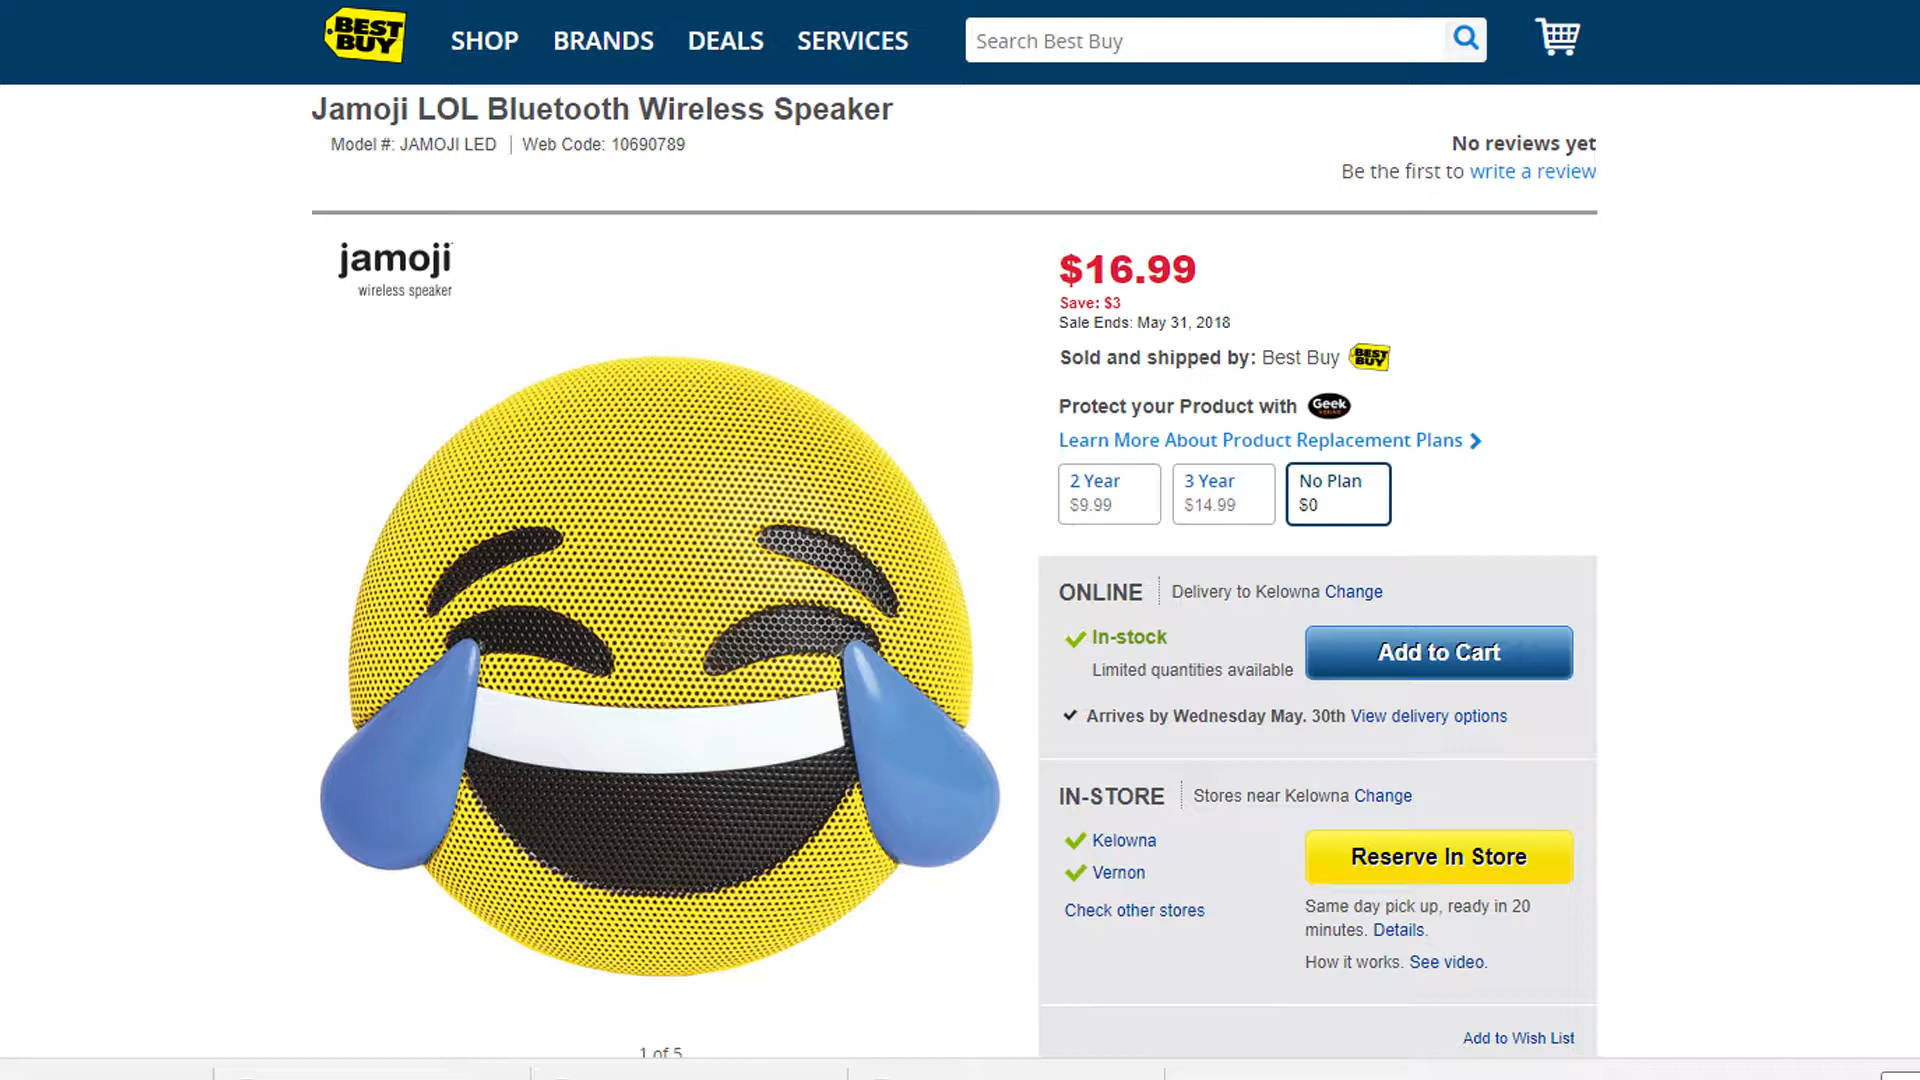 BEST BUY
SHOP BRANDS DEALS SERVICES
Search Best Buy
Jamoji LOL Bluetooth Wireless Speaker
Model #: JAMOJI LED | Web Code: 10690789
No reviews yet
Be the first to write a review
jamoji
wireless speaker
$16.99
Save: $3
Sale Ends: May 31, 2018
Sold and shipped by: Best Buy BEST BUY
Protect your Product with Geek
Learn More About Product Replacement Plans
2 Year
$9.99
3 Year
$14.99
No Plan
$0
ONLINE Delivery to Kelowna Change
In-stock
Limited quantities available
Add to Cart
Arrives by Wednesday May. 30th View delivery options
IN-STORE Stores near Kelowna Change
Kelowna
Vernon
Check other stores
Reserve In Store
Same day pick up, ready in 20
minutes. Details.
How it works. See video.
Add to Wish List
1 of 5